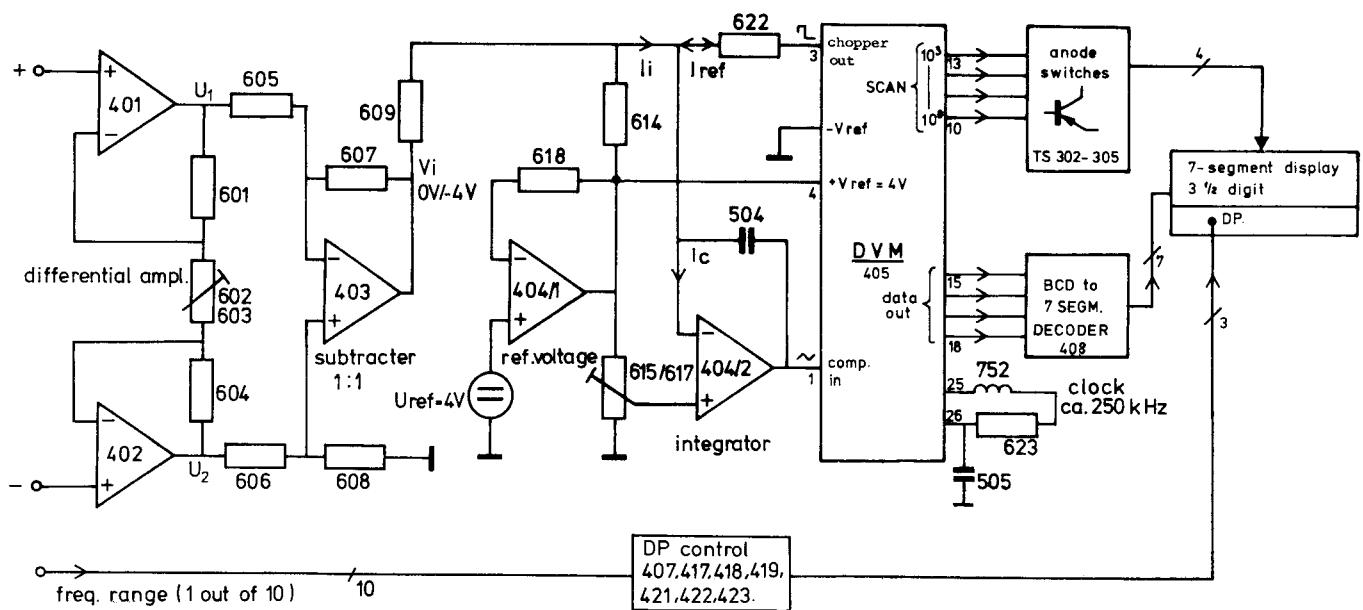 +
401
+
−
U1
605
601
differential ampl.
602
603
604
−
402
+
−
U2
606
608
607
609
Vi
0V/-4V
−
403
+
subtracter
1:1
618
614
−
404/1
+
ref.voltage
Uref=4V
615/617
Ii
Iref
622
504
Ic
−
404/2
+
integrator
~
3
chopper
out
-Vref
4
+Vref = 4V
DVM
405
1
comp.
in
SCAN
10³
10⁰
13
10
data
out
15
18
25
26
752
623
505
clock
ca. 250 kHz
anode
switches
TS 302-305
4
7-segment display
3 ½ digit
DP.
BCD to
7 SEGM.
DECODER
408
7
3
freq. range (1 out of 10)
10
DP control
407,417,418,419,
421,422,423.